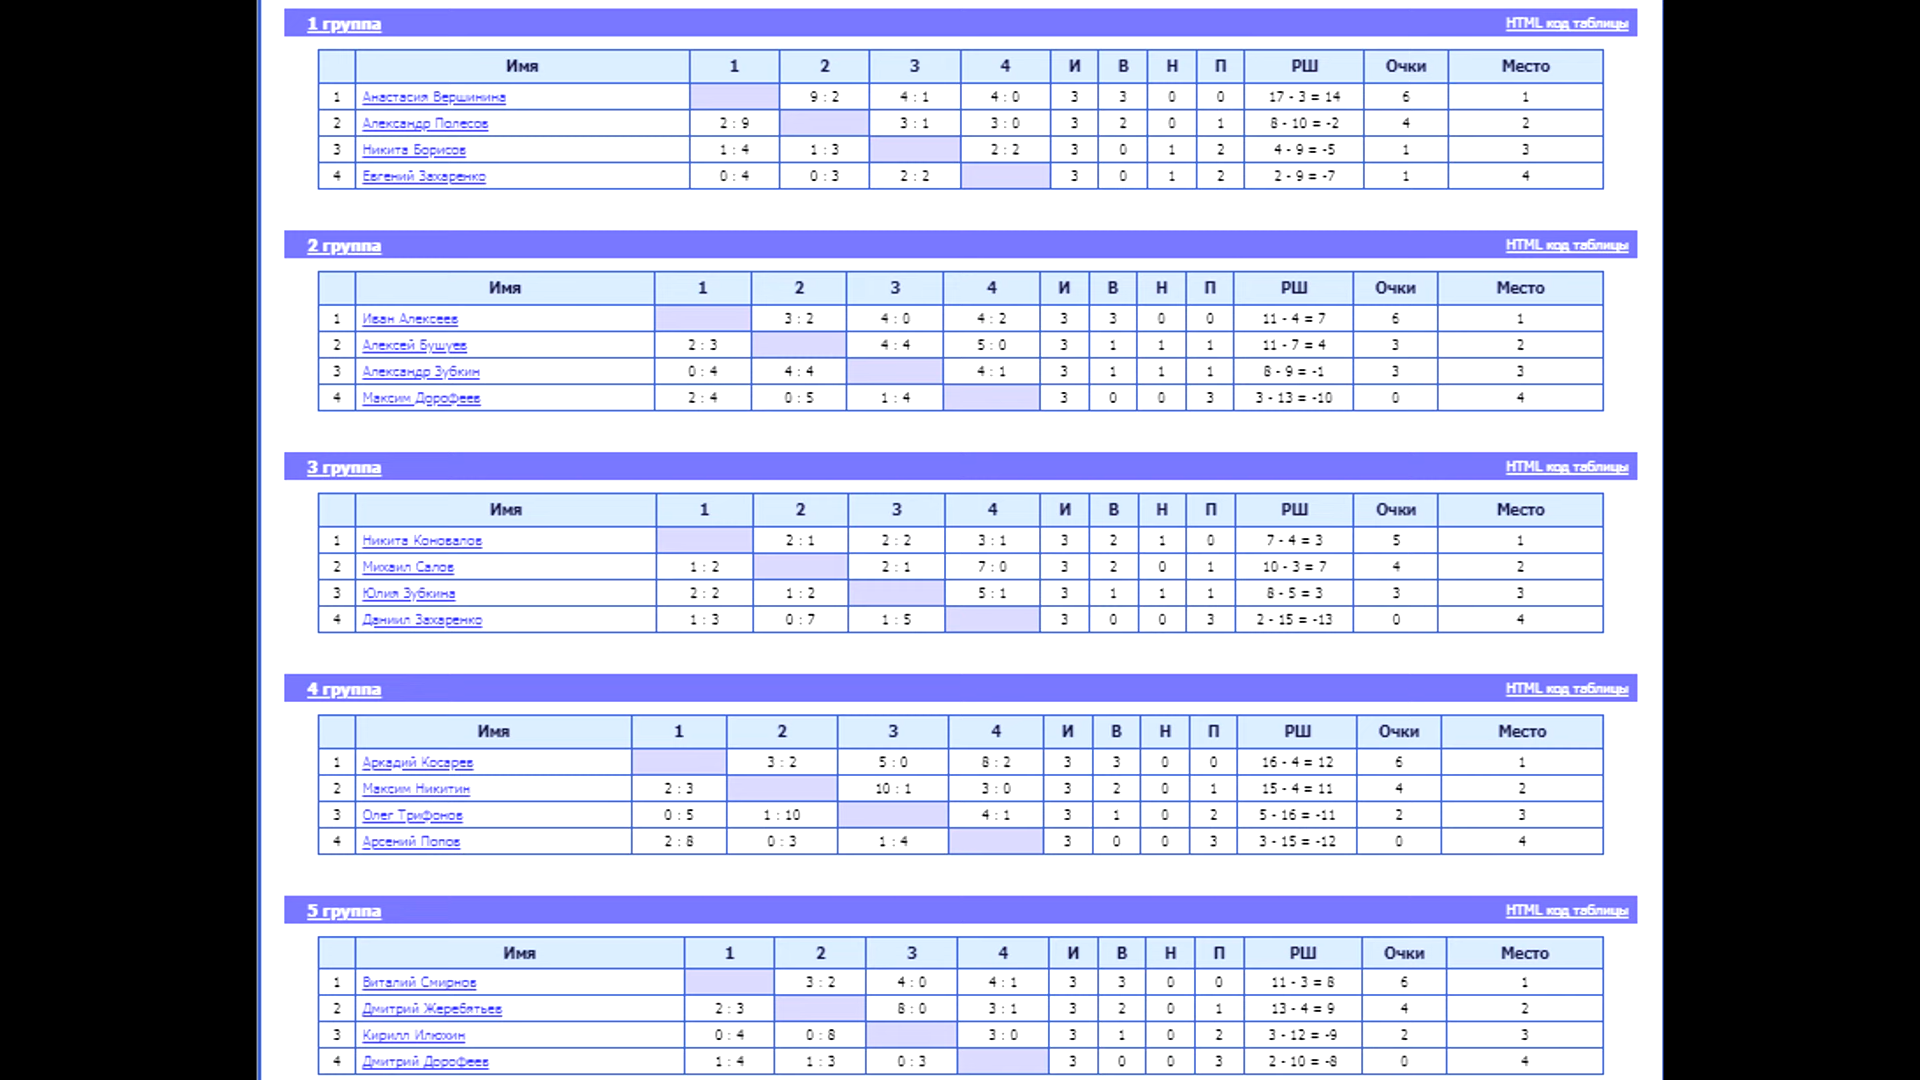 1 группа HTML код таблицы
Имя 1 2 3 4 И В Н П РШ Очки Место
1 Анастасия Вершинина 9 : 2 4 : 1 4 : 0 3 3 0 0 17 - 3 = 14 6 1
2 Александр Полесов 2 : 9 3 : 1 3 : 0 3 2 0 1 8 - 10 = -2 4 2
3 Никита Борисов 1 : 4 1 : 3 2 : 2 3 0 1 2 4 - 9 = -5 1 3
4 Евгений Захаренко 0 : 4 0 : 3 2 : 2 3 0 1 2 2 - 9 = -7 1 4
2 группа HTML код таблицы
Имя 1 2 3 4 И В Н П РШ Очки Место
1 Иван Алексеев 3 : 2 4 : 0 4 : 2 3 3 0 0 11 - 4 = 7 6 1
2 Алексей Бушуев 2 : 3 4 : 4 5 : 0 3 1 1 1 11 - 7 = 4 3 2
3 Александр Зубкин 0 : 4 4 : 4 4 : 1 3 1 1 1 8 - 9 = -1 3 3
4 Максим Дорофеев 2 : 4 0 : 5 1 : 4 3 0 0 3 3 - 13 = -10 0 4
3 группа HTML код таблицы
Имя 1 2 3 4 И В Н П РШ Очки Место
1 Никита Коновалов 2 : 1 2 : 2 3 : 1 3 2 1 0 7 - 4 = 3 5 1
2 Михаил Салов 1 : 2 2 : 1 7 : 0 3 2 0 1 10 - 3 = 7 4 2
3 Юлия Зубкина 2 : 2 1 : 2 5 : 1 3 1 1 1 8 - 5 = 3 3 3
4 Даниил Захаренко 1 : 3 0 : 7 1 : 5 3 0 0 3 2 - 15 = -13 0 4
4 группа HTML код таблицы
Имя 1 2 3 4 И В Н П РШ Очки Место
1 Аркадий Косарев 3 : 2 5 : 0 8 : 2 3 3 0 0 16 - 4 = 12 6 1
2 Максим Никитин 2 : 3 10 : 1 3 : 0 3 2 0 1 15 - 4 = 11 4 2
3 Олег Трифонов 0 : 5 1 : 10 4 : 1 3 1 0 2 5 - 16 = -11 2 3
4 Арсений Попов 2 : 8 0 : 3 1 : 4 3 0 0 3 3 - 15 = -12 0 4
5 группа HTML код таблицы
Имя 1 2 3 4 И В Н П РШ Очки Место
1 Виталий Смирнов 3 : 2 4 : 0 4 : 1 3 3 0 0 11 - 3 = 8 6 1
2 Дмитрий Жеребятьев 2 : 3 8 : 0 3 : 1 3 2 0 1 13 - 4 = 9 4 2
3 Кирилл Илюхин 0 : 4 0 : 8 3 : 0 3 1 0 2 3 - 12 = -9 2 3
4 Дмитрий Дорофеев 1 : 4 1 : 3 0 : 3 3 0 0 3 2 - 10 = -8 0 4